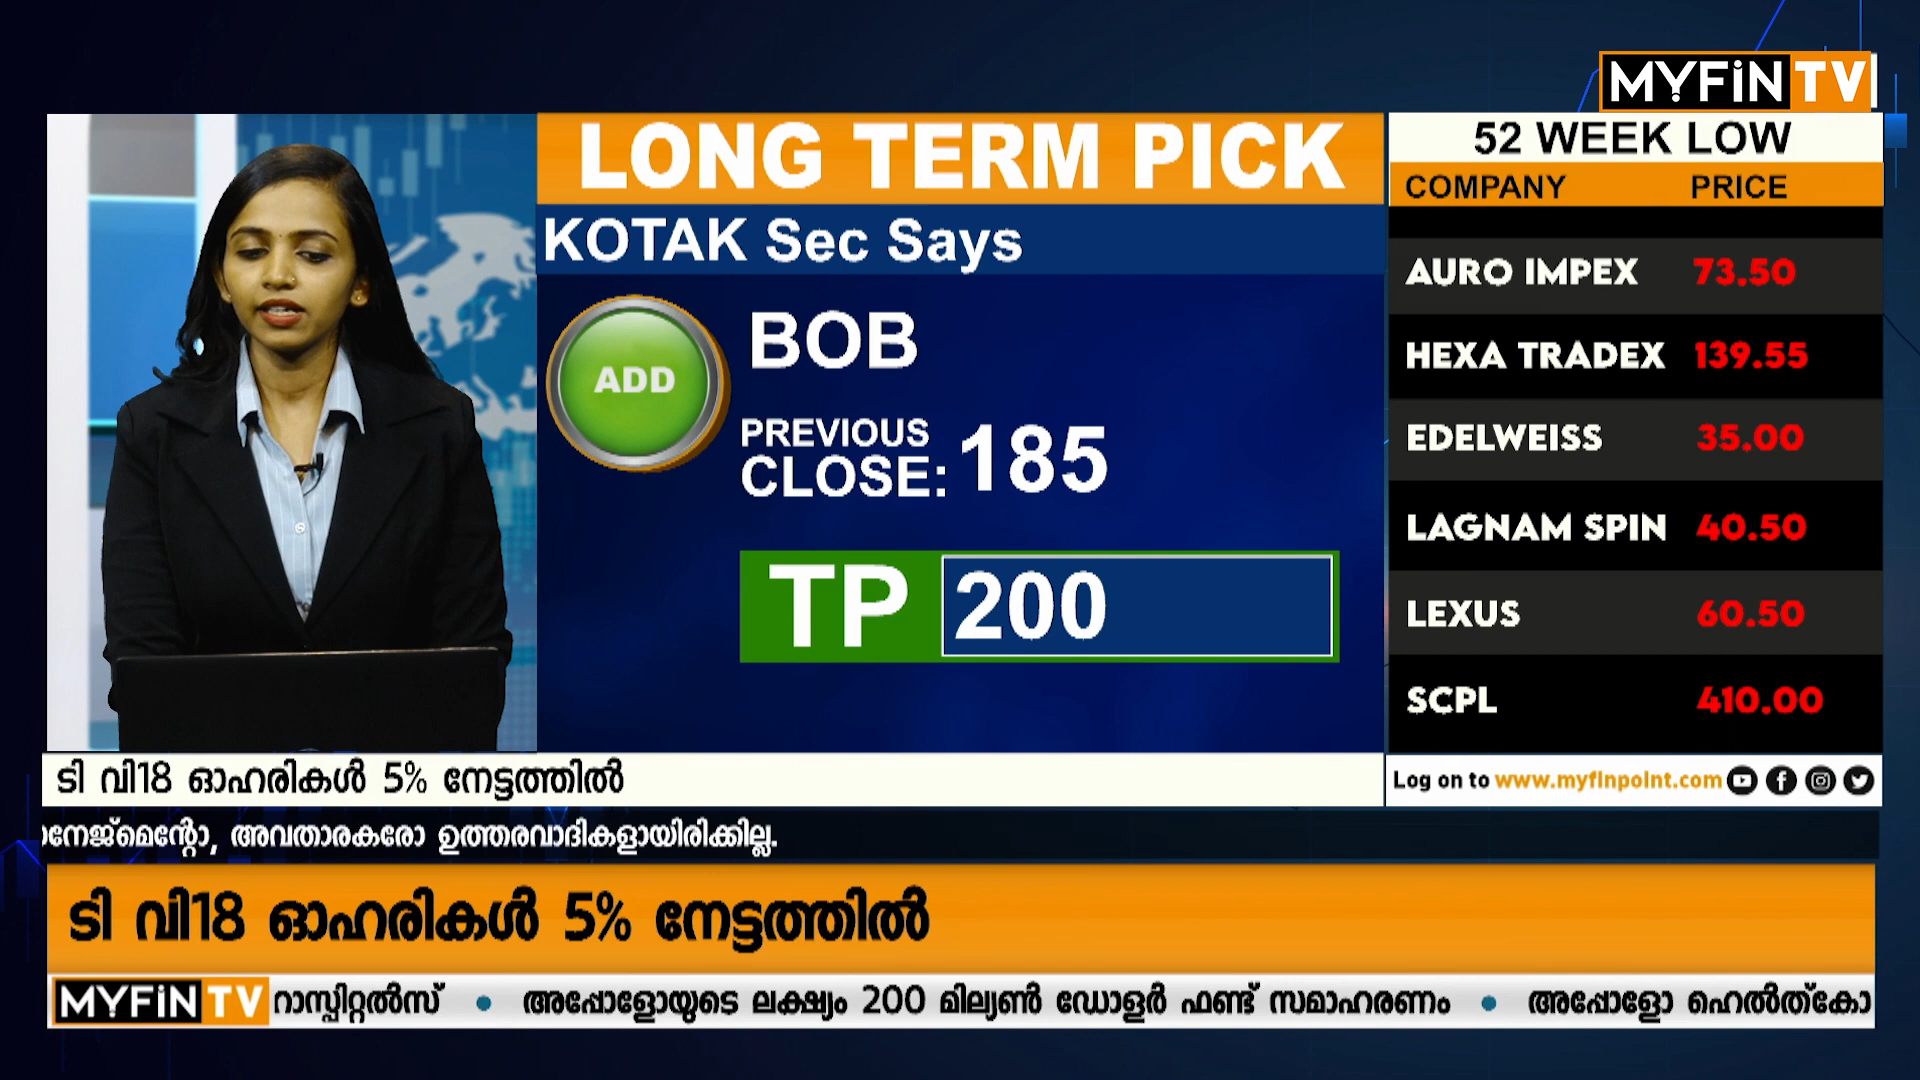 MYFiN TV
LONG TERM PICK
KOTAK Sec Says
ADD
BOB
PREVIOUS
CLOSE: 185
TP 200
52 WEEK LOW
COMPANY PRICE
AURO IMPEX 73.50
HEXA TRADEX 139.55
EDELWEISS 35.00
LAGNAM SPIN 40.50
LEXUS 60.50
SCPL 410.00
ടി വി18 ഓഹരികൾ 5% നേട്ടത്തിൽ
Log on to www.myfinpoint.com
അവതാരകരോ ഉത്തരവാദികളായിരിക്കില്ല.
ടി വി18 ഓഹരികൾ 5% നേട്ടത്തിൽ
MYFiN TV • അപ്പോളോയുടെ ലക്ഷ്യം 200 മില്യൺ ഡോളർ ഫണ്ട് സമാഹരണം • അപ്പോളോ ഹെൽത്കോ